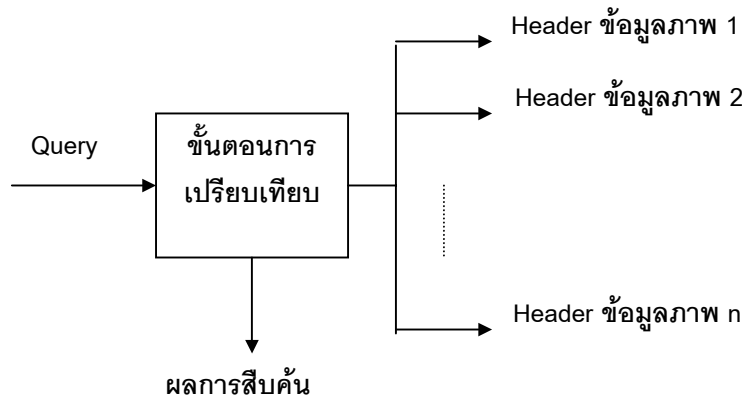 Header ข้อมูลภาพ 1
Header ข้อมูลภาพ 2
Query
ขั้นตอนการ
เปรียบเทียบ
Header ข้อมูลภาพ n
ผลการสืบค้น